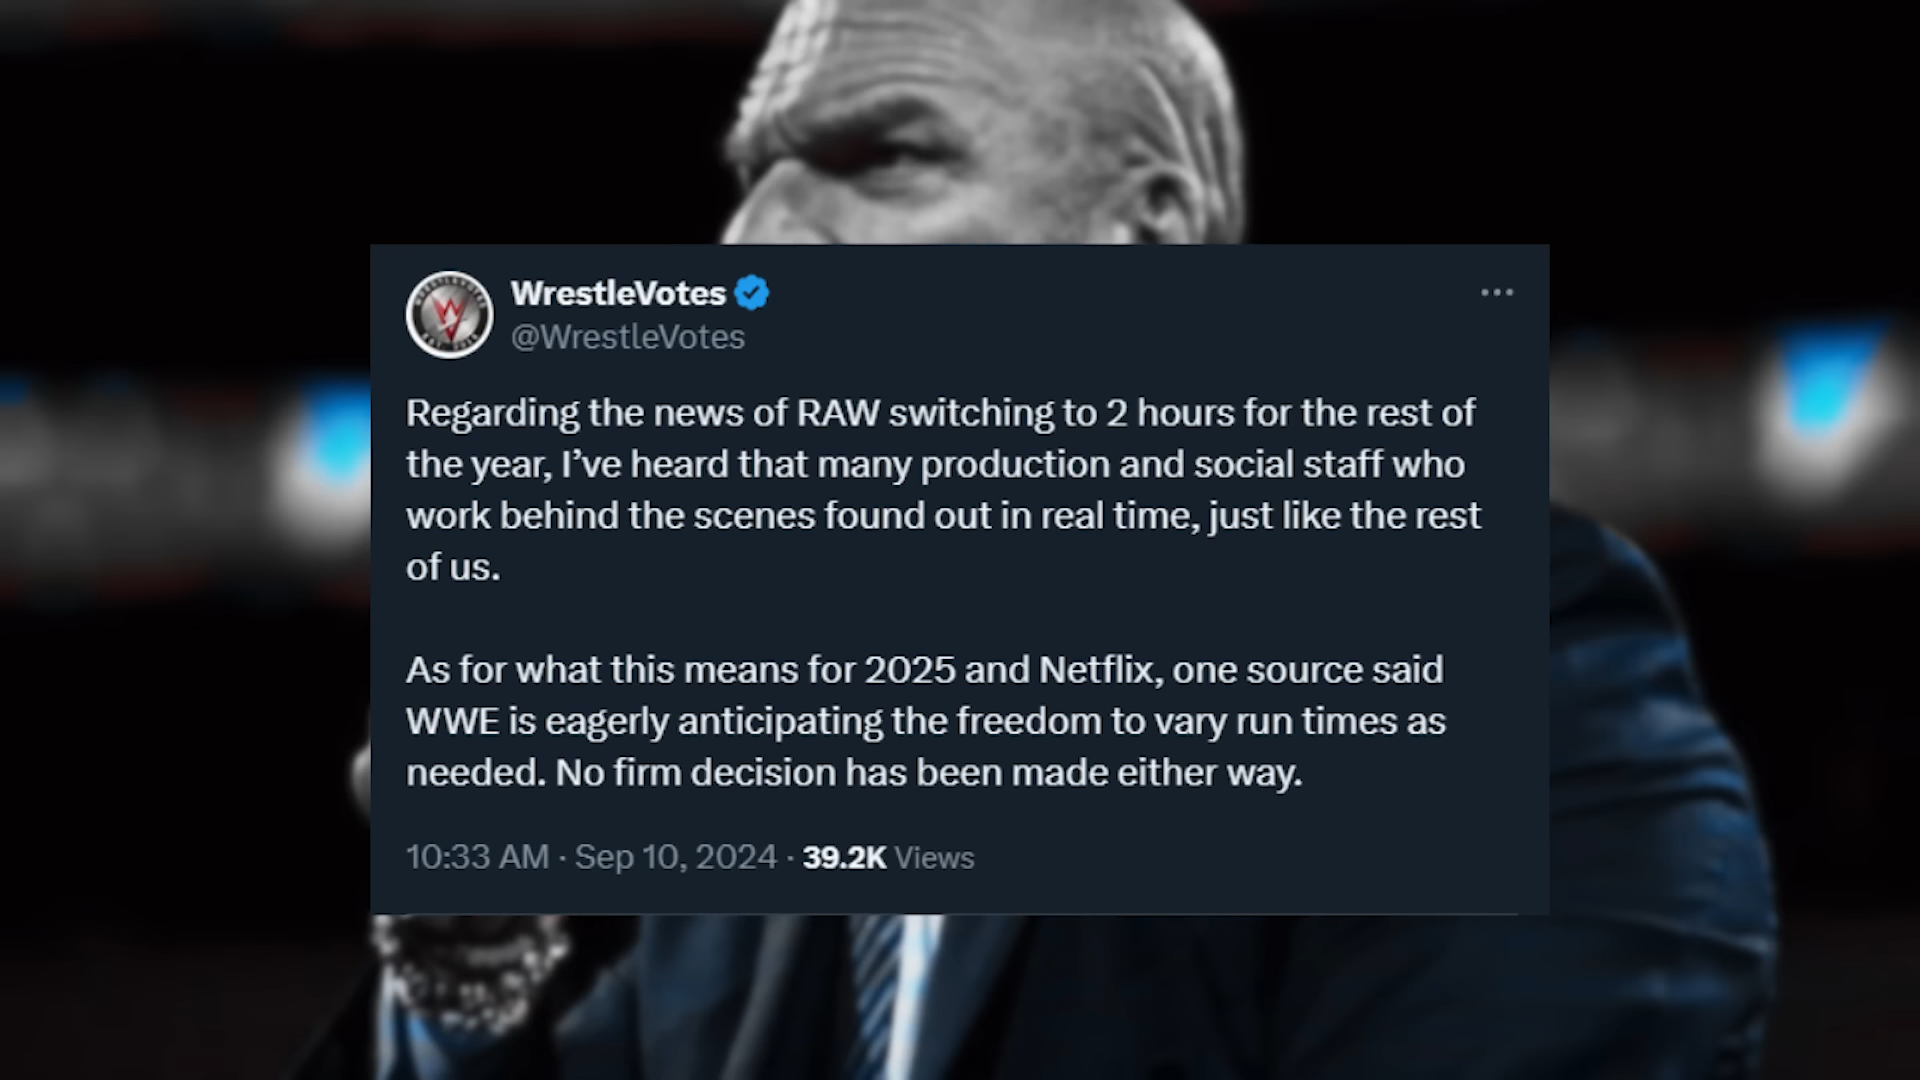 WrestleVotes
@WrestleVotes
Regarding the news of RAW switching to 2 hours for the rest of
the year, I’ve heard that many production and social staff who
work behind the scenes found out in real time, just like the rest
of us.
As for what this means for 2025 and Netflix, one source said
WWE is eagerly anticipating the freedom to vary run times as
needed. No firm decision has been made either way.
10:33 AM · Sep 10, 2024 · 39.2K Views